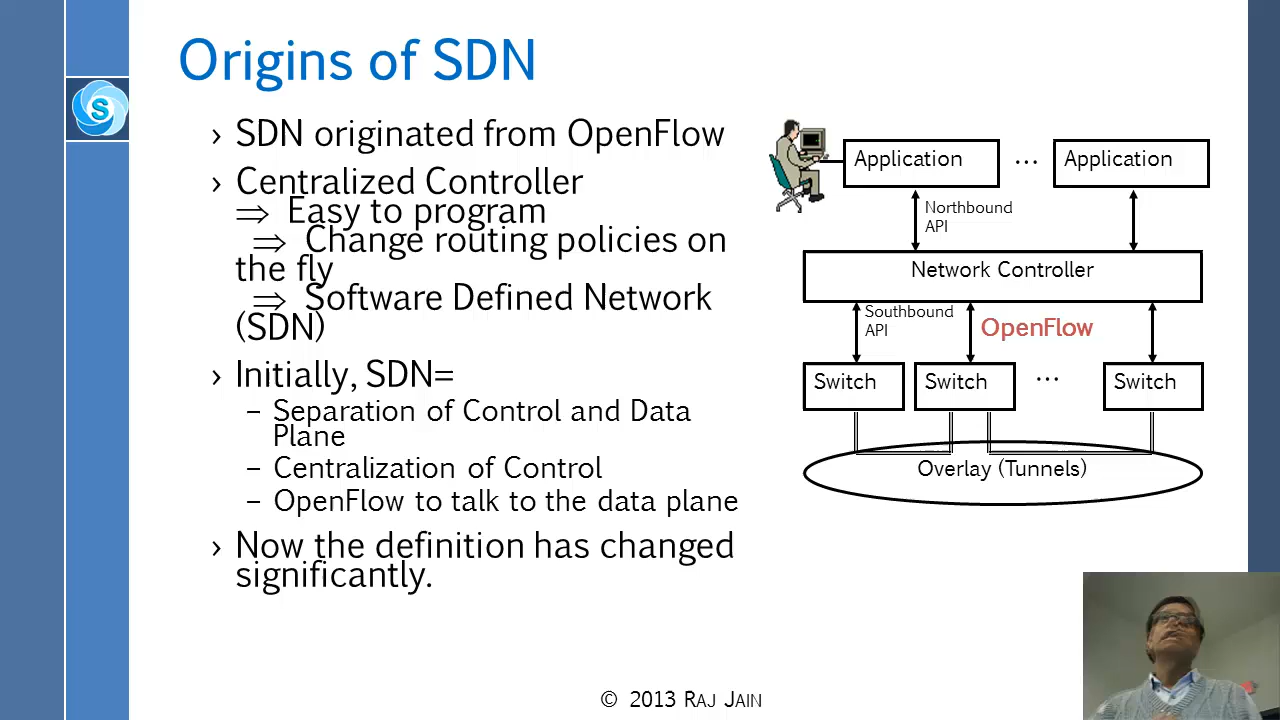 Origins of SDN
S
› SDN originated from OpenFlow
› Centralized Controller
⇒ Easy to program
⇒ Change routing policies on
the fly
⇒ Software Defined Network
(SDN)
› Initially, SDN=
– Separation of Control and Data
Plane
– Centralization of Control
– OpenFlow to talk to the data plane
› Now the definition has changed
significantly.
Application ... Application
Northbound
API
Network Controller
Southbound
API
OpenFlow
Switch Switch ... Switch
Overlay (Tunnels)
© 2013 RAJ JAIN